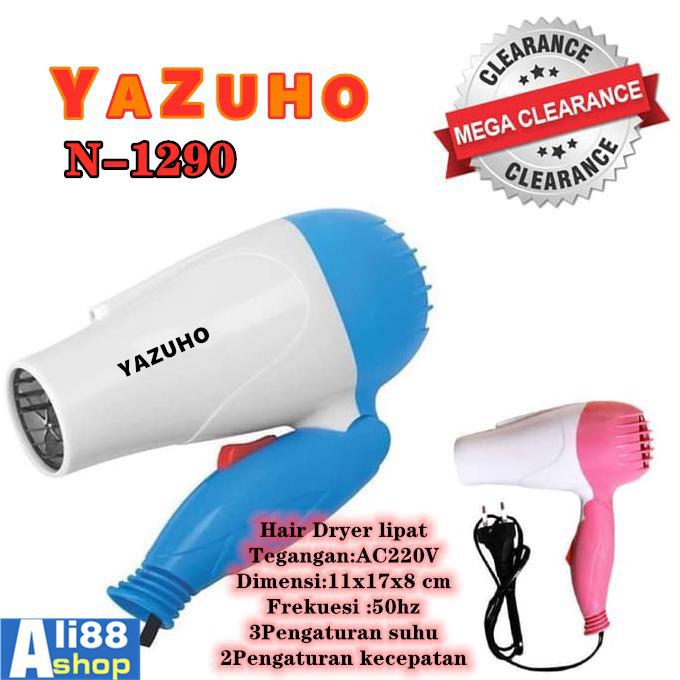 YAZUHO
N-1290
CLEARANCE
MEGA CLEARANCE
CLEARANCE
YAZUHO
Hair Dryer lipat
Tegangan:AC220V
Dimensi:11x17x8 cm
Frekuesi :50hz
3Pengaturan suhu
2Pengaturan kecepatan
Ali88
shop